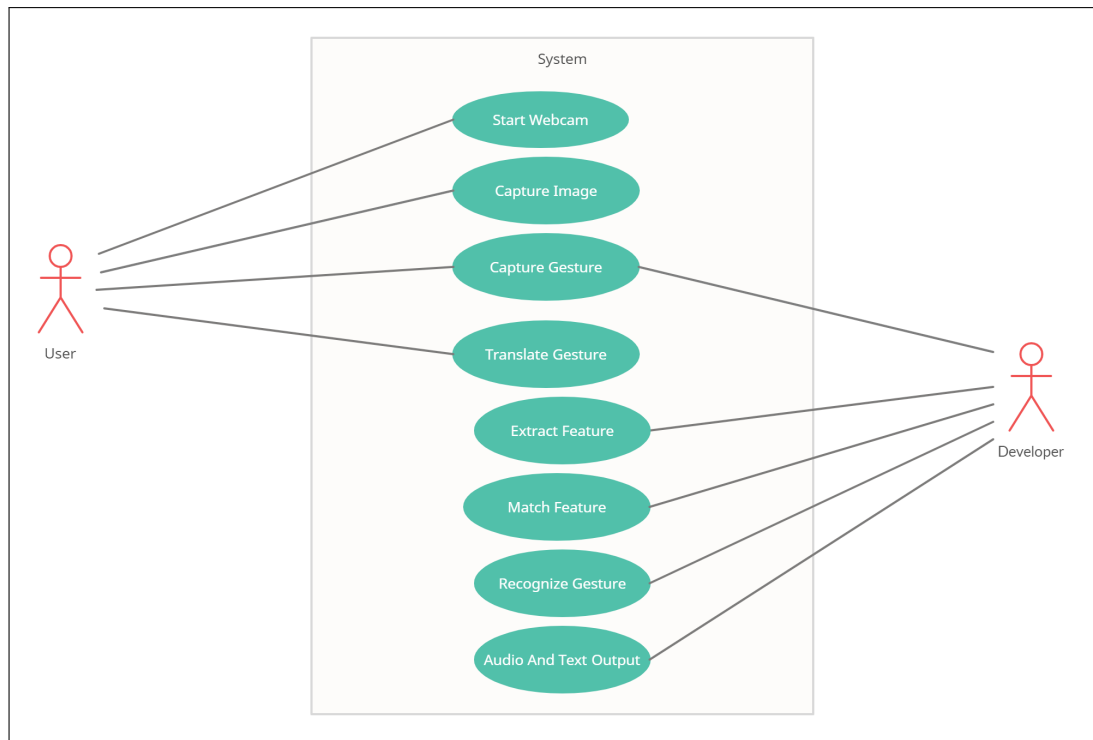 System
Start Webcam
Capture Image
Capture Gesture
Translate Gesture
User
Extract Feature
Developer
Match Feature
Recognize Gesture
Audio And Text Output